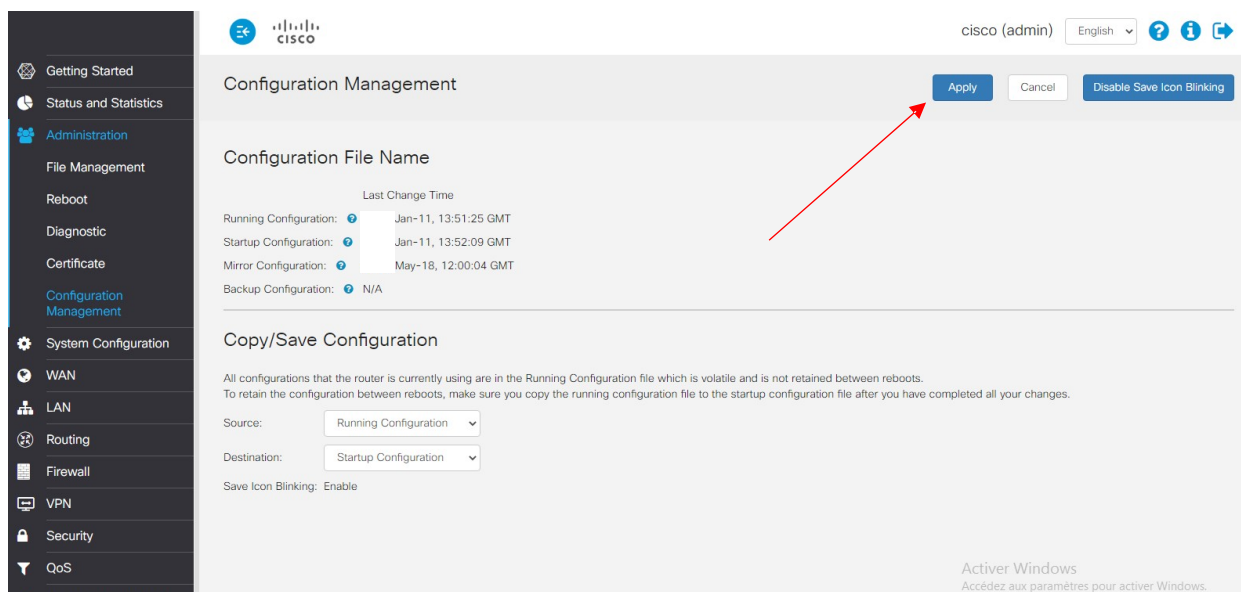 CISCO
cisco (admin)
English
Getting Started
Status and Statistics
Administration
File Management
Reboot
Diagnostic
Certificate
Configuration
Management
System Configuration
WAN
LAN
Routing
Firewall
VPN
Security
QoS
Configuration Management
Apply
Cancel
Disable Save Icon Blinking
Configuration File Name
Last Change Time
Running Configuration: ? Jan-11, 13:51:25 GMT
Startup Configuration: ? Jan-11, 13:52:09 GMT
Mirror Configuration: ? May-18, 12:00:04 GMT
Backup Configuration: ? N/A
Copy/Save Configuration
All configurations that the router is currently using are in the Running Configuration file which is volatile and is not retained between reboots.
To retain the configuration between reboots, make sure you copy the running configuration file to the startup configuration file after you have completed all your changes.
Source: Running Configuration
Destination: Startup Configuration
Save Icon Blinking: Enable
Activer Windows
Accédez aux paramètres pour activer Windows.